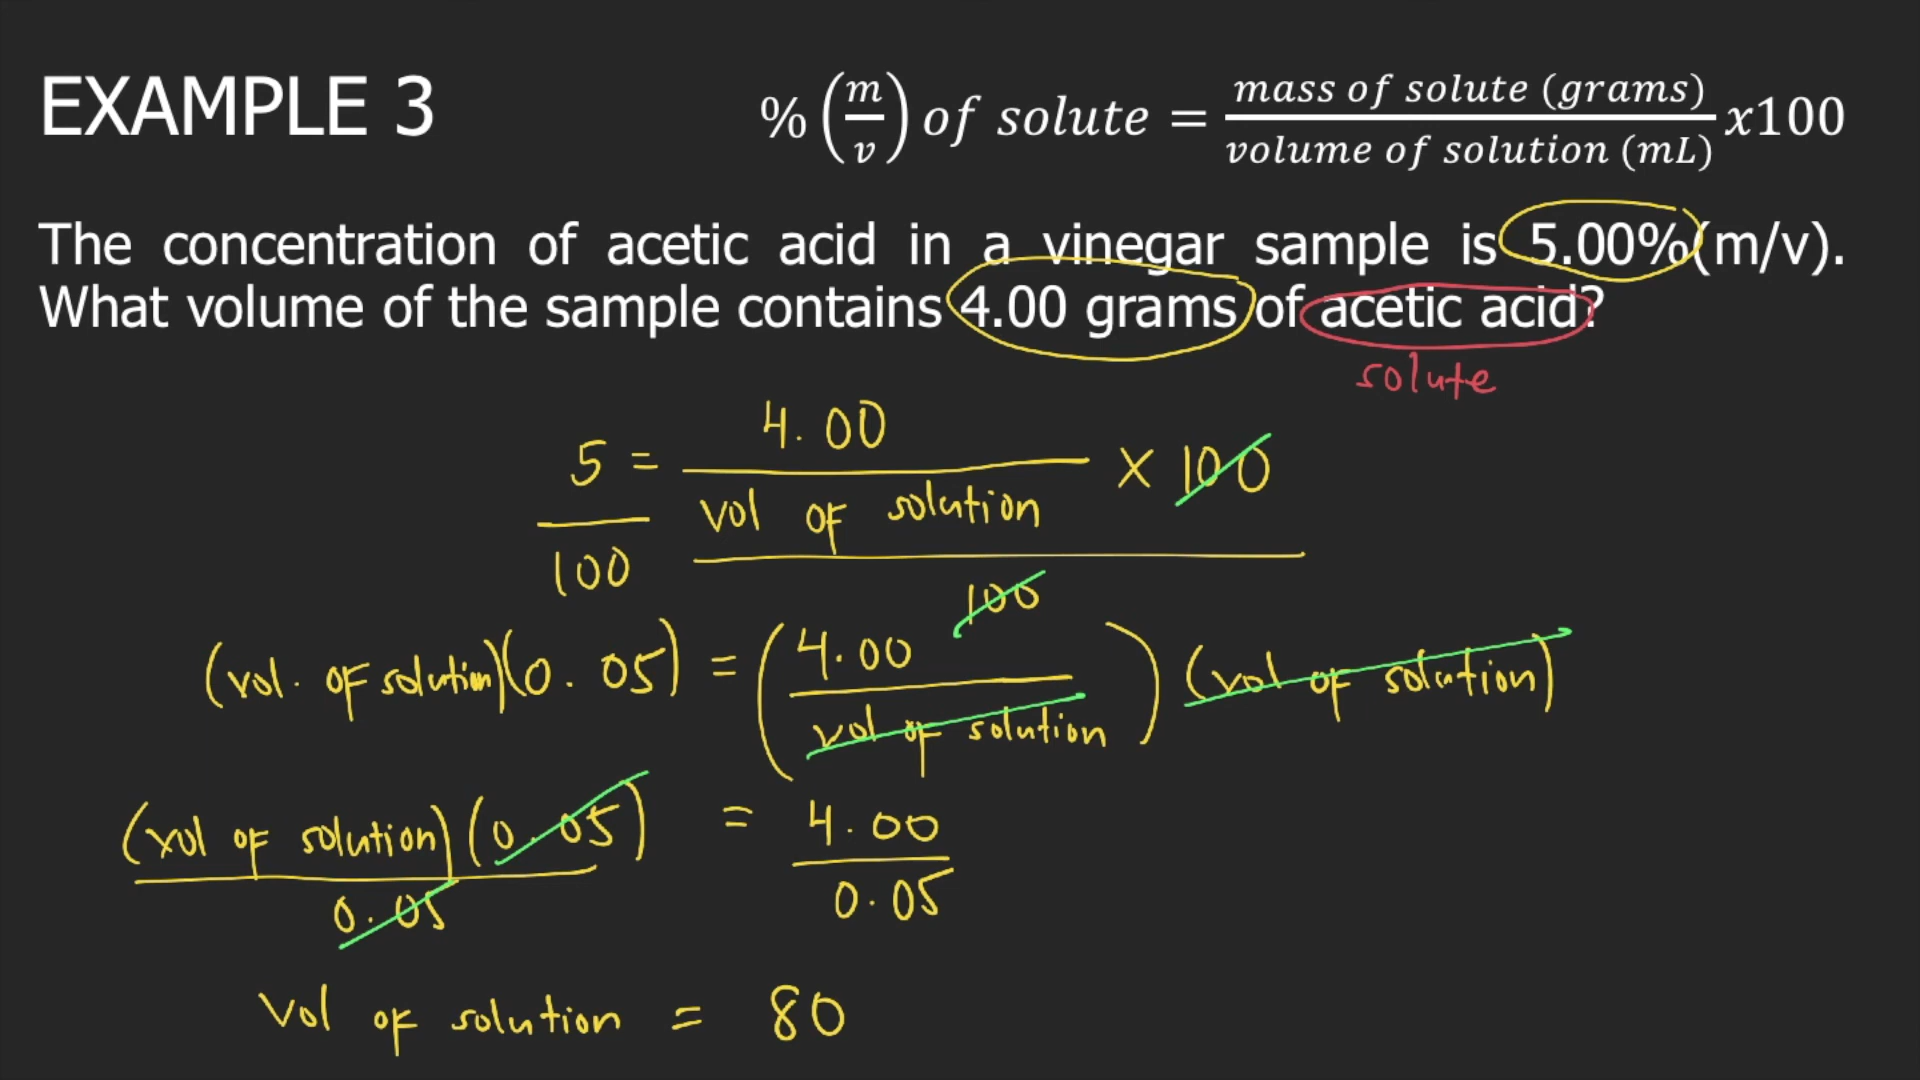 EXAMPLE 3
% (m/v) of solute = mass of solute (grams) / volume of solution (mL) x100
The concentration of acetic acid in a vinegar sample is 5.00%(m/v).
What volume of the sample contains 4.00 grams of acetic acid?
solute
5 / 100 = 4.00 / vol of solution x 100 / 100
(vol. of solution)(0.05) = (4.00 / vol of solution) (vol of solution)
(vol of solution)(0.05) / 0.05 = 4.00 / 0.05
vol of solution = 80